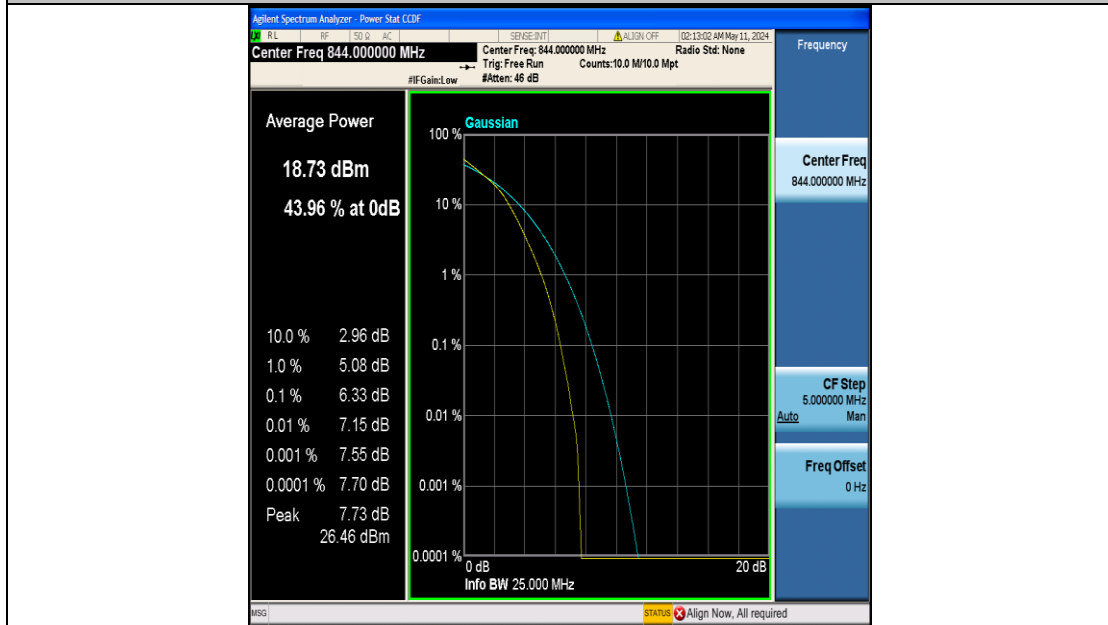 Agilent Spectrum Analyzer - Power Stat CCDF
RL RF 50 Ω AC SENSE:INT ALIGN OFF 02:13:02 AM May 11, 2024
Center Freq 844.000000 MHz
Center Freq: 844.000000 MHz Radio Std: None
Trig: Free Run Counts:10.0 M/10.0 Mpt
#IFGain:Low #Atten: 46 dB
Frequency
Average Power
18.73 dBm
43.96 % at 0dB
10.0 % 2.96 dB
1.0 % 5.08 dB
0.1 % 6.33 dB
0.01 % 7.15 dB
0.001 % 7.55 dB
0.0001 % 7.70 dB
Peak 7.73 dB
26.46 dBm
Gaussian
100 %
10 %
1 %
0.1 %
0.01 %
0.001 %
0.0001 %
0 dB 20 dB
Info BW 25.000 MHz
Center Freq
844.000000 MHz
CF Step
5.000000 MHz
Auto Man
Freq Offset
0 Hz
MSG STATUS Align Now, All required